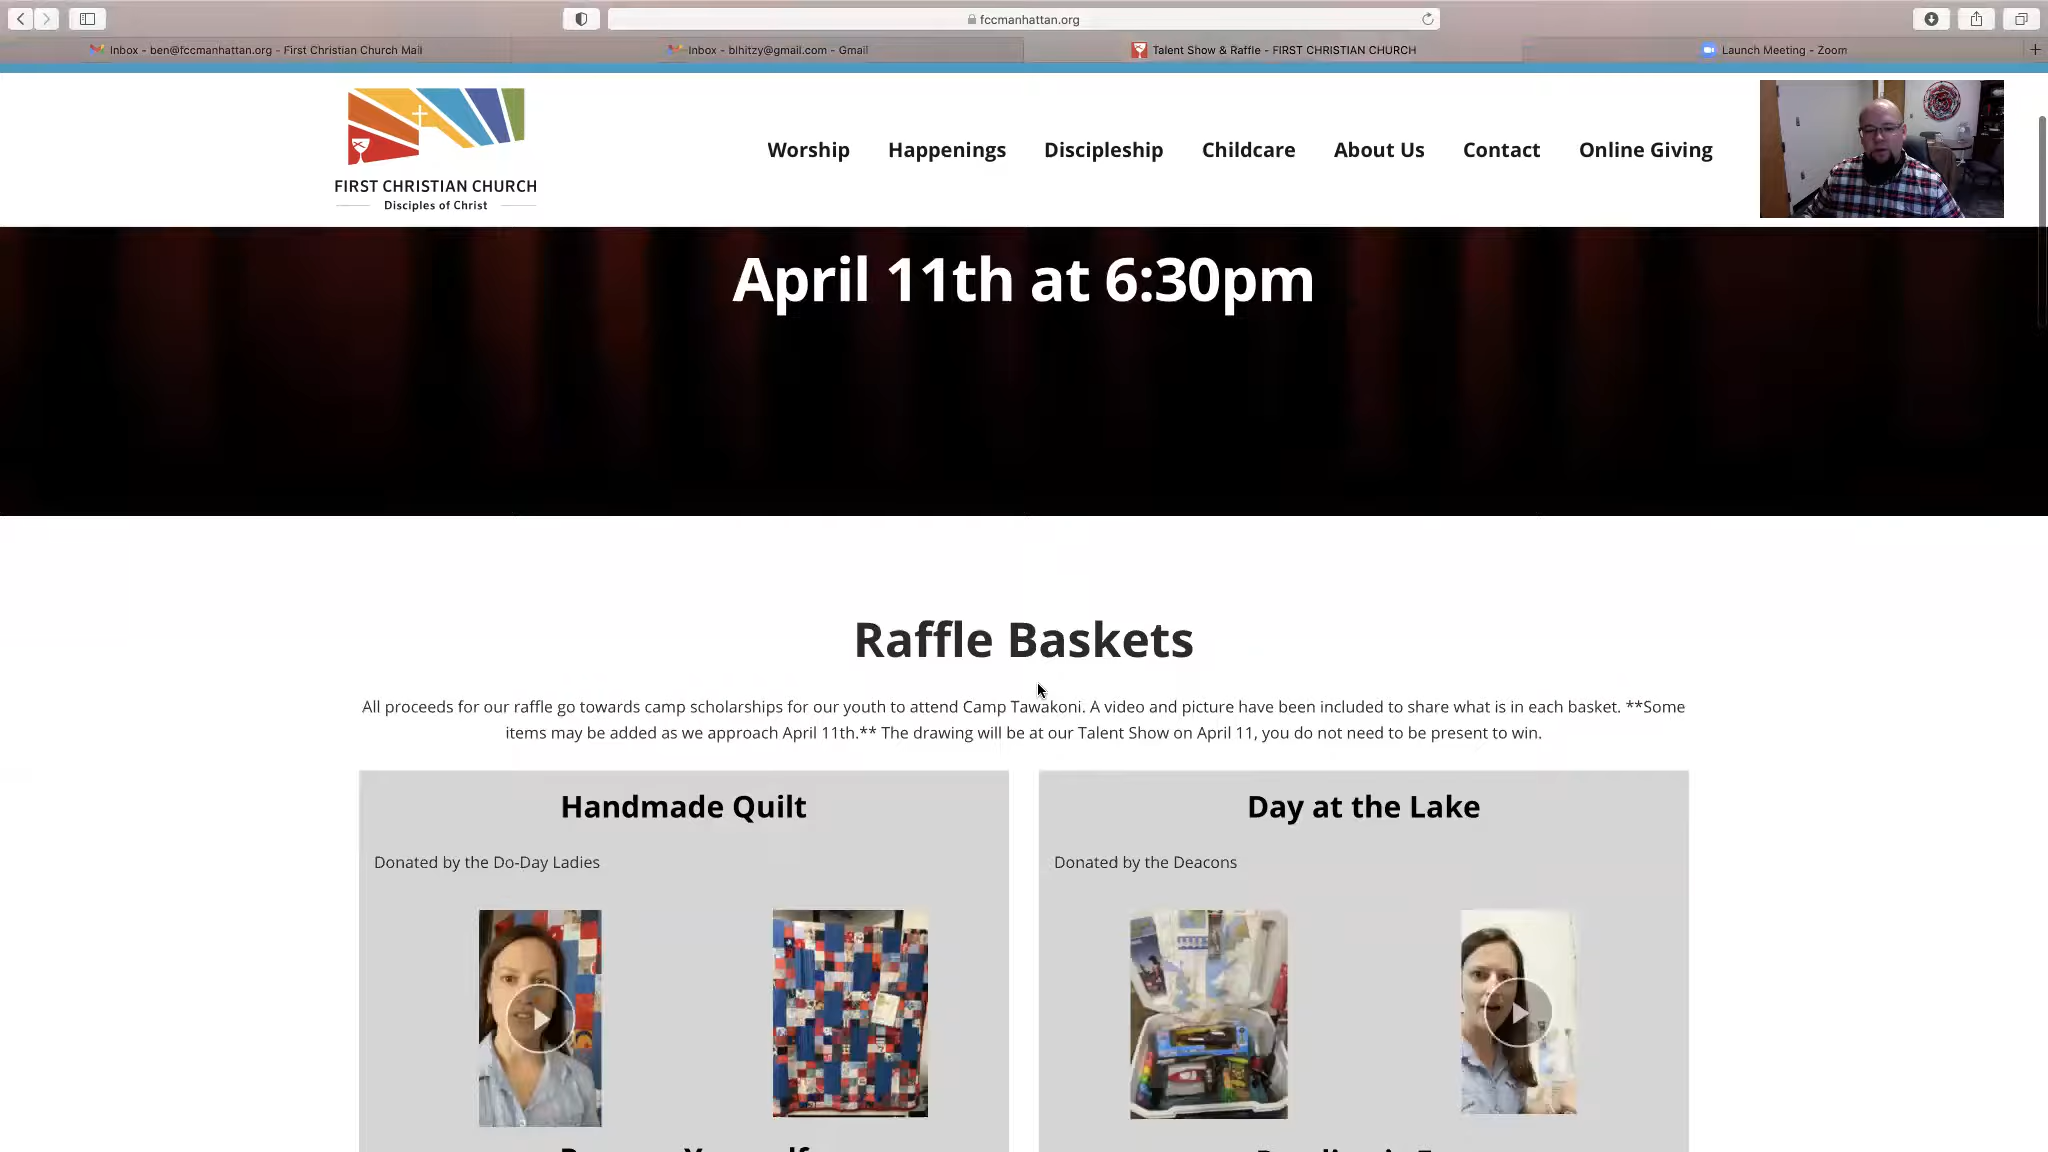 fccmanhattan.org
Inbox - ben@fccmanhattan.org - First Christian Church Mail
Inbox - blhitzy@gmail.com - Gmail
Talent Show & Raffle - FIRST CHRISTIAN CHURCH
Launch Meeting - Zoom
FIRST CHRISTIAN CHURCH
Disciples of Christ
Worship
Happenings
Discipleship
Childcare
About Us
Contact
Online Giving
April 11th at 6:30pm
Raffle Baskets
All proceeds for our raffle go towards camp scholarships for our youth to attend Camp Tawakoni. A video and picture have been included to share what is in each basket. **Some
items may be added as we approach April 11th.** The drawing will be at our Talent Show on April 11, you do not need to be present to win.
Handmade Quilt
Donated by the Do-Day Ladies
Day at the Lake
Donated by the Deacons